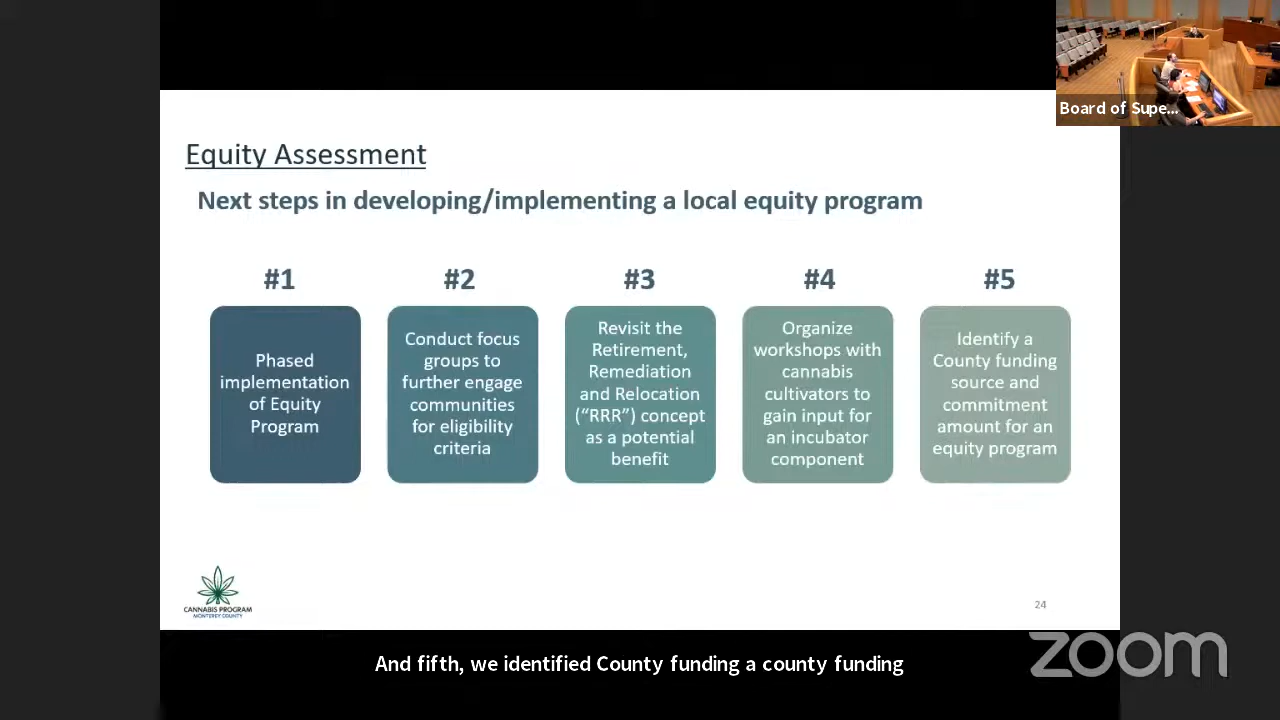 Board of Supe...
Equity Assessment
Next steps in developing/implementing a local equity program
#1
Phased
implementation
of Equity
Program
#2
Conduct focus
groups to
further engage
communities
for eligibility
criteria
#3
Revisit the
Retirement,
Remediation
and Relocation
("RRR") concept
as a potential
benefit
#4
Organize
workshops with
cannabis
cultivators to
gain input for
an incubator
component
#5
Identify a
County funding
source and
commitment
amount for an
equity program
CANNABIS PROGRAM
MONTEREY COUNTY
24
And fifth, we identified County funding a county funding
zoom